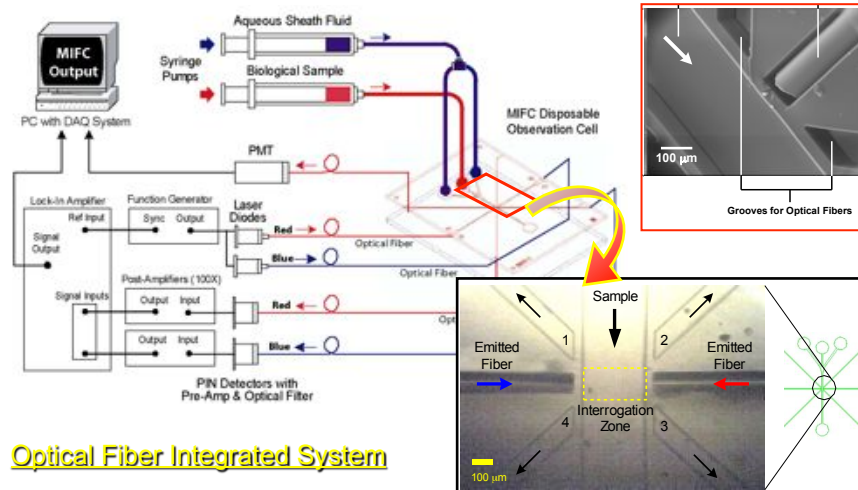 Aqueous Sheath Fluid
MIFC
Output
Syringe
Pumps
Biological Sample
PC with DAQ System
MIFC Disposable
Observation Cell
PMT
100 μm
Grooves for Optical Fibers
Lock-In Amplifier
Function Generator
Laser
Diodes
Ref Input
Sync Output
Red
Optical Fiber
Signal
Output
Blue
Optical Fiber
Post-Amplifiers (100X)
Signal Inputs
Output Input
Red
Output Input
Blue
PIN Detectors with
Pre-Amp & Optical Filter
Sample
1
2
Emitted
Fiber
Emitted
Fiber
Interrogation
Zone
4
3
100 μm
Optical Fiber Integrated System